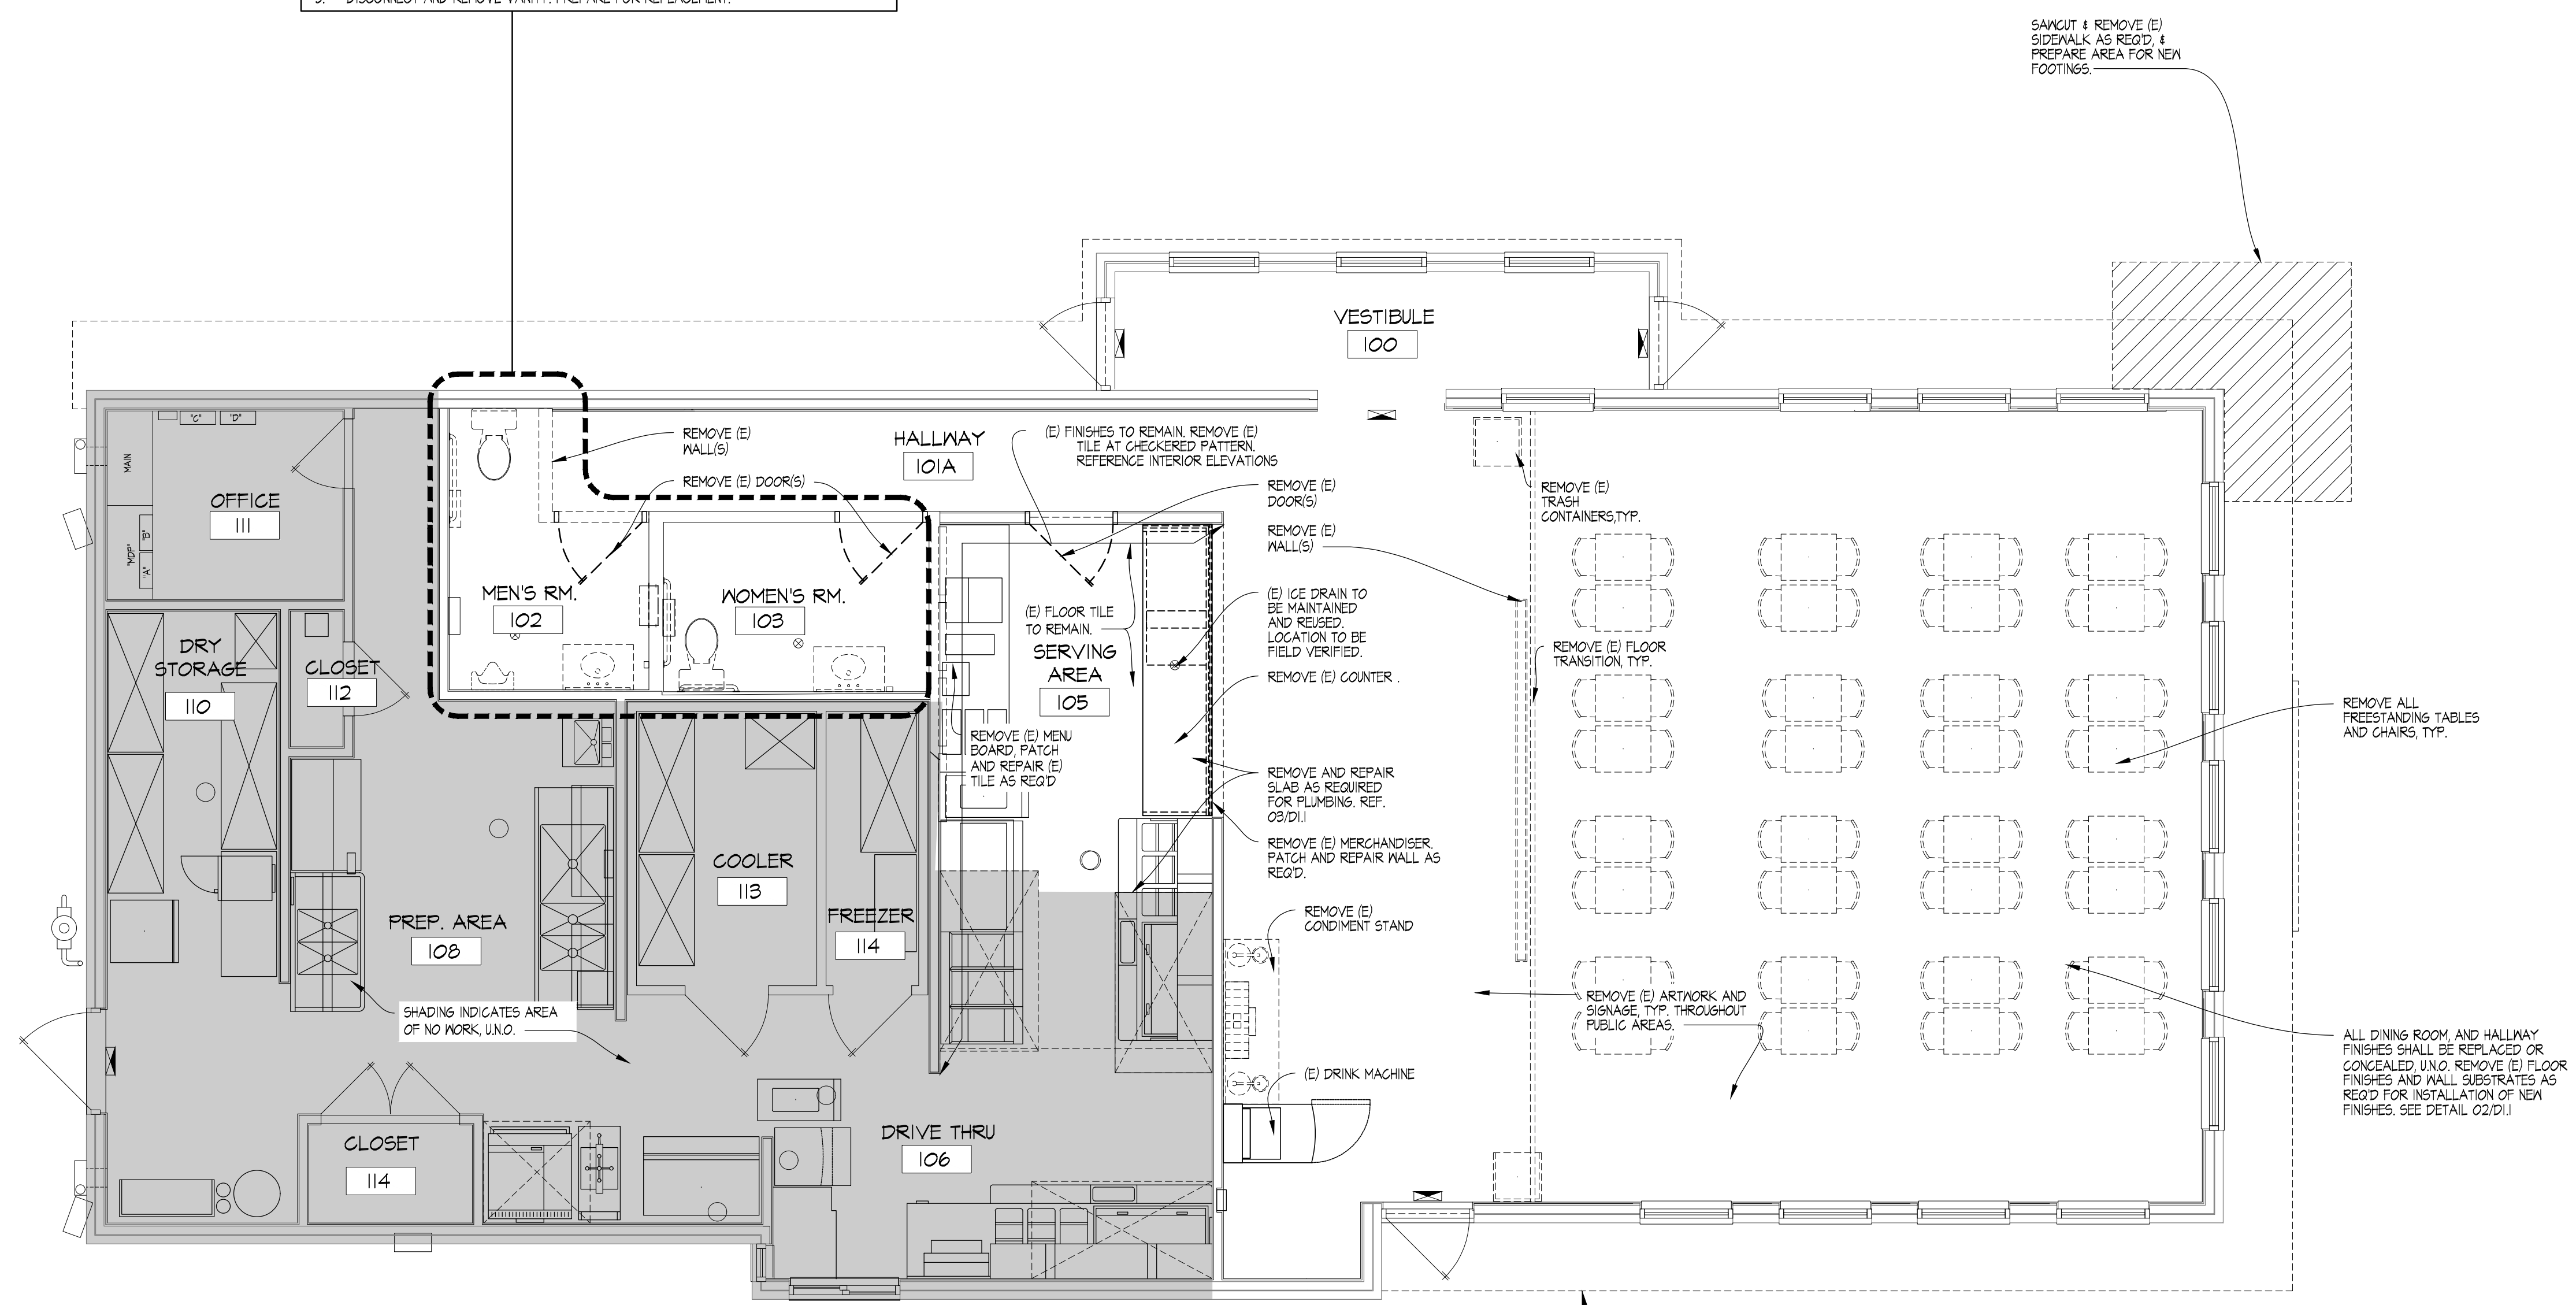 5. DISCONNECT AND REMOVE VANITY. PREPARE FOR REPLACEMENT.
SAWCUT & REMOVE (E)
SIDEWALK AS REQ'D, &
PREPARE AREA FOR NEW
FOOTINGS.
VESTIBULE
100
"C"
"D"
MAIN
OFFICE
111
"MDP"
"B"
"A"
REMOVE (E)
WALL(S)
HALLWAY
101A
REMOVE (E) DOOR(S)
(E) FINISHES TO REMAIN. REMOVE (E)
TILE AT CHECKERED PATTERN.
REFERENCE INTERIOR ELEVATIONS
REMOVE (E)
DOOR(S)
REMOVE (E)
WALL(S)
REMOVE (E)
TRASH
CONTAINERS,TYP.
MEN'S RM.
102
WOMEN'S RM.
103
(E) FLOOR TILE
TO REMAIN.
SERVING
AREA
105
(E) ICE DRAIN TO
BE MAINTAINED
AND REUSED.
LOCATION TO BE
FIELD VERIFIED.
REMOVE (E) COUNTER .
REMOVE (E) FLOOR
TRANSITION, TYP.
DRY
STORAGE
110
CLOSET
112
REMOVE (E) MENU
BOARD, PATCH
AND REPAIR (E)
TILE AS REQ'D
REMOVE AND REPAIR
SLAB AS REQUIRED
FOR PLUMBING. REF.
03/D1.1
REMOVE (E) MERCHANDISER.
PATCH AND REPAIR WALL AS
REQ'D.
REMOVE ALL
FREESTANDING TABLES
AND CHAIRS, TYP.
COOLER
113
FREEZER
114
PREP. AREA
108
REMOVE (E)
CONDIMENT STAND
SHADING INDICATES AREA
OF NO WORK, U.N.O.
REMOVE (E) ARTWORK AND
SIGNAGE, TYP. THROUGHOUT
PUBLIC AREAS.
(E) DRINK MACHINE
ALL DINING ROOM, AND HALLWAY
FINISHES SHALL BE REPLACED OR
CONCEALED, U.N.O. REMOVE (E) FLOOR
FINISHES AND WALL SUBSTRATES AS
REQ'D FOR INSTALLATION OF NEW
FINISHES. SEE DETAIL 02/D1.1
CLOSET
114
DRIVE THRU
106